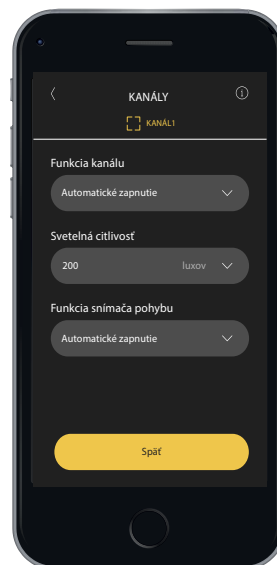 KANÁLY
KANÁL1
Funkcia kanálu
Automatické zapnutie
Svetelná citlivosť
200 luxov
Funkcia snímača pohybu
Automatické zapnutie
Späť